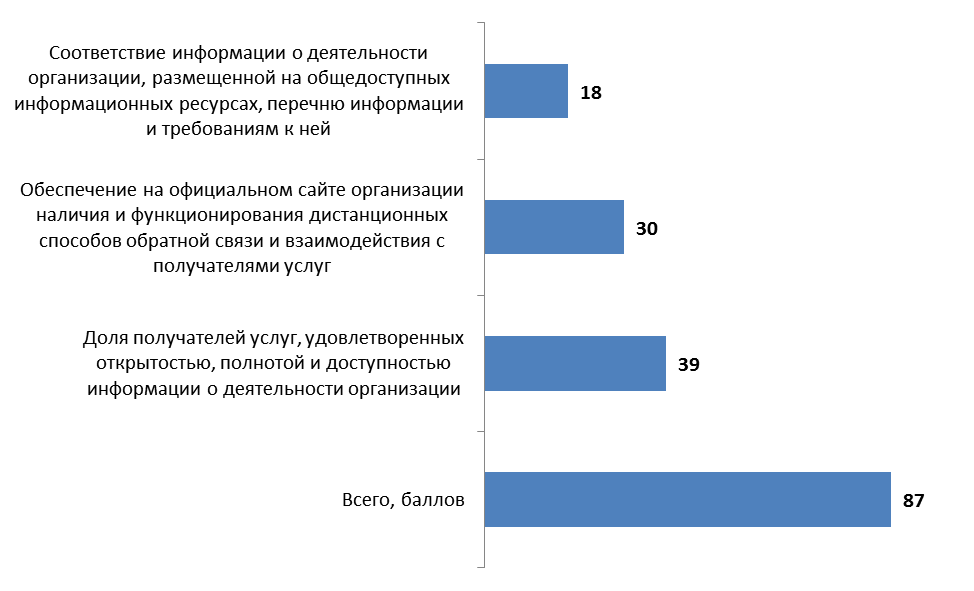 Соответствие информации о деятельности
организации, размещенной на общедоступных
информационных ресурсах, перечню информации
и требованиям к ней
18
Обеспечение на официальном сайте организации
наличия и функционирования дистанционных
способов обратной связи и взаимодействия с
получателями услуг
30
Доля получателей услуг, удовлетворенных
открытостью, полнотой и доступностью
информации о деятельности организации
39
Всего, баллов
87